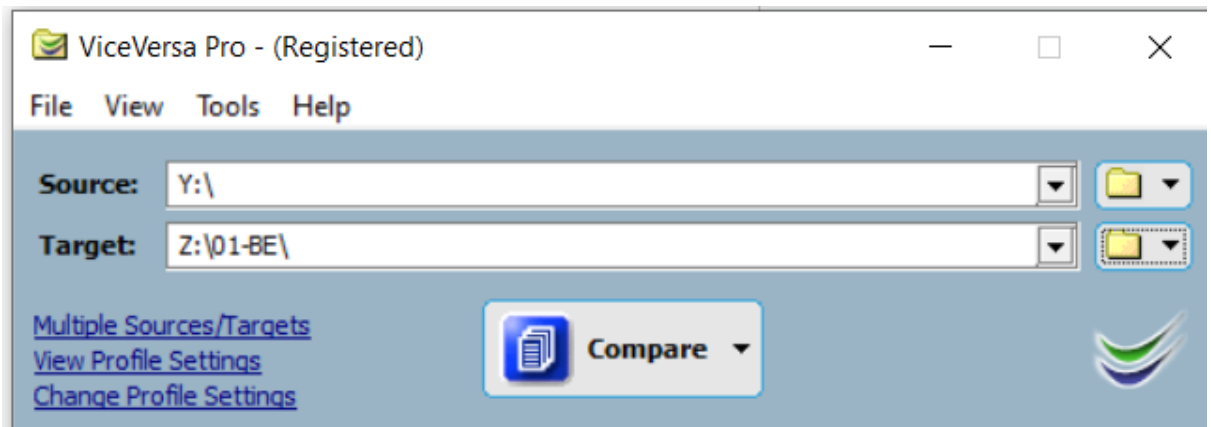 ViceVersa Pro - (Registered)
File View Tools Help
Source: Y:\
Target: Z:\01-BE\
Multiple Sources/Targets
View Profile Settings
Change Profile Settings
Compare